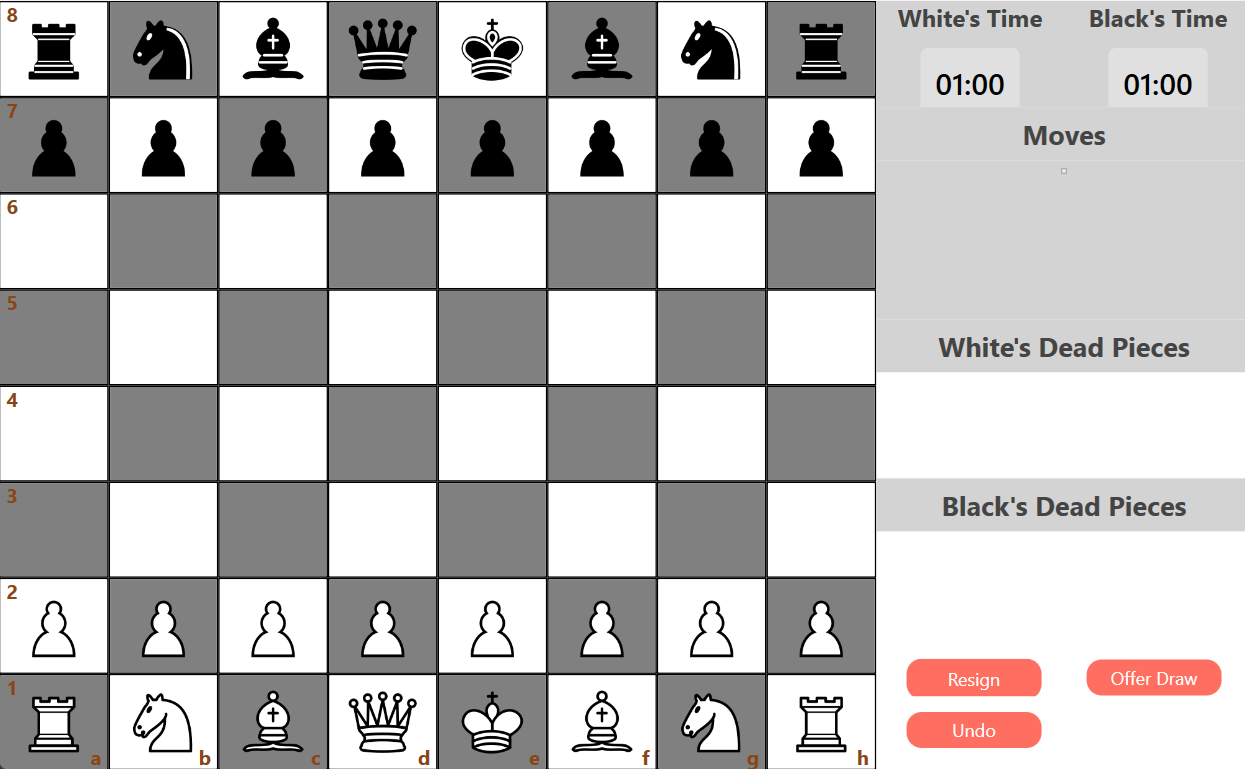 8
7
6
5
4
3
2
1
a b c d e f g h
White's Time Black's Time
01:00 01:00
Moves
White's Dead Pieces
Black's Dead Pieces
Resign Offer Draw
Undo